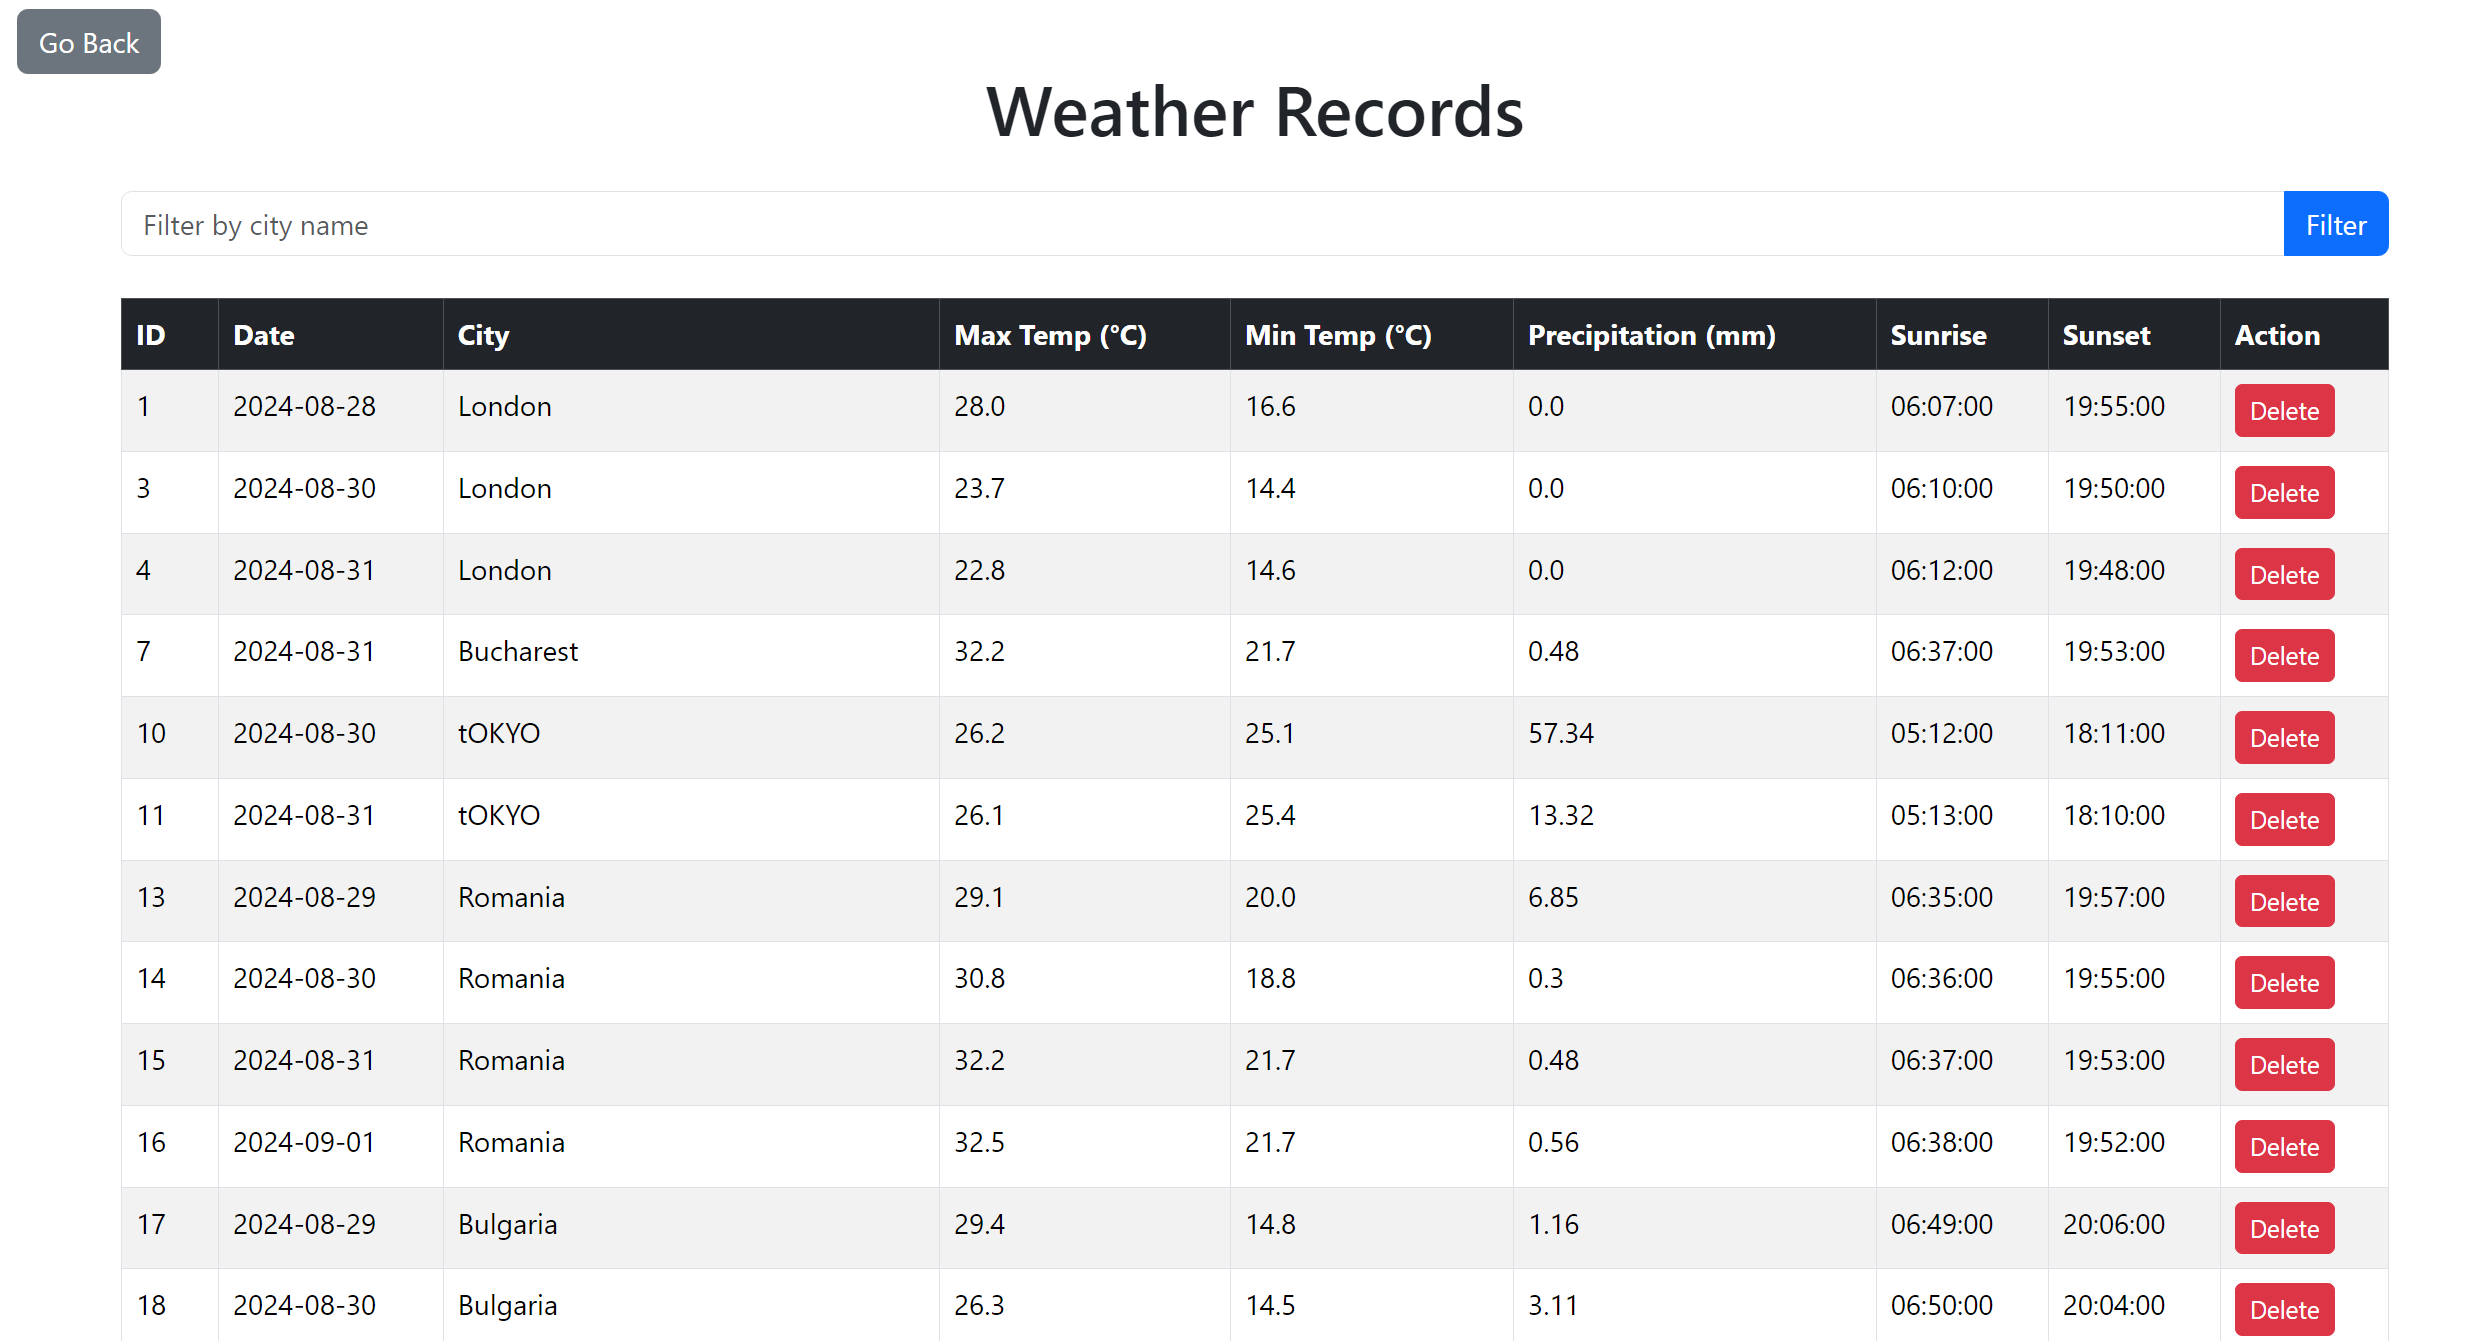 Go Back
Weather Records
Filter by city name Filter
ID Date City Max Temp (°C) Min Temp (°C) Precipitation (mm) Sunrise Sunset Action
1 2024-08-28 London 28.0 16.6 0.0 06:07:00 19:55:00 Delete
3 2024-08-30 London 23.7 14.4 0.0 06:10:00 19:50:00 Delete
4 2024-08-31 London 22.8 14.6 0.0 06:12:00 19:48:00 Delete
7 2024-08-31 Bucharest 32.2 21.7 0.48 06:37:00 19:53:00 Delete
10 2024-08-30 tOKYO 26.2 25.1 57.34 05:12:00 18:11:00 Delete
11 2024-08-31 tOKYO 26.1 25.4 13.32 05:13:00 18:10:00 Delete
13 2024-08-29 Romania 29.1 20.0 6.85 06:35:00 19:57:00 Delete
14 2024-08-30 Romania 30.8 18.8 0.3 06:36:00 19:55:00 Delete
15 2024-08-31 Romania 32.2 21.7 0.48 06:37:00 19:53:00 Delete
16 2024-09-01 Romania 32.5 21.7 0.56 06:38:00 19:52:00 Delete
17 2024-08-29 Bulgaria 29.4 14.8 1.16 06:49:00 20:06:00 Delete
18 2024-08-30 Bulgaria 26.3 14.5 3.11 06:50:00 20:04:00 Delete